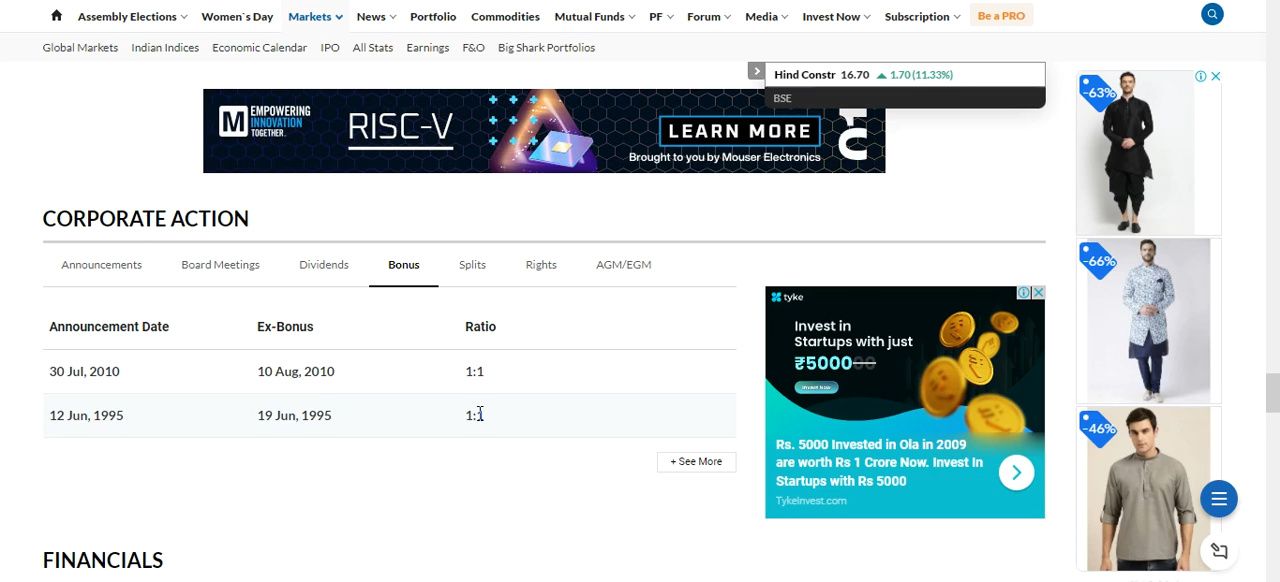 Assembly Elections Women`s Day Markets News Portfolio Commodities Mutual Funds PF Forum Media Invest Now Subscription Be a PRO
Global Markets Indian Indices Economic Calendar IPO All Stats Earnings F&O Big Shark Portfolios
Hind Constr 16.70 1.70 (11.33%)
BSE
M EMPOWERING
INNOVATION
TOGETHER.
RISC-V
LEARN MORE
Brought to you by Mouser Electronics
-63%
CORPORATE ACTION
Announcements Board Meetings Dividends Bonus Splits Rights AGM/EGM
Announcement Date Ex-Bonus Ratio
30 Jul, 2010 10 Aug, 2010 1:1
12 Jun, 1995 19 Jun, 1995 1:1
+ See More
tyke
Invest in
Startups with just
₹500000
Invest Now
Rs. 5000 Invested in Ola in 2009
are worth Rs 1 Crore Now. Invest In
Startups with Rs 5000
TykeInvest.com
-66%
-46%
FINANCIALS